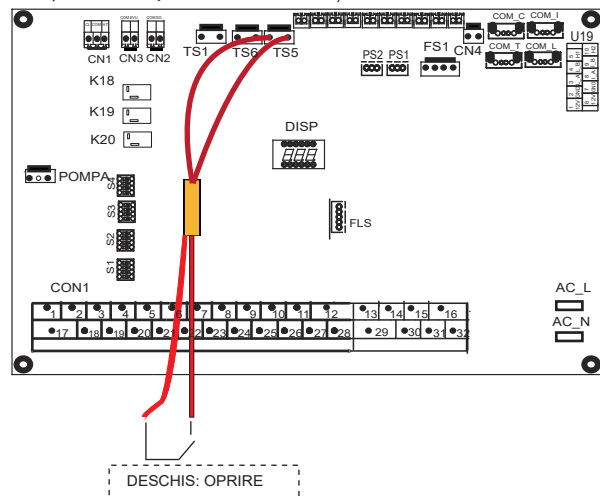 CN1 CN3 CN2 TS1 TS6 TS5 PS2 PS1 FS1 CN4 COM_C COM_I
COM_T COM_L U19
K18
K19
K20
DISP
POMPA
S4
S3
S2
S1
FLS
CON1
AC_L
AC_N
1 2 3 4 5 6 7 8 9 10 11 12 13 14 15 16
17 18 19 20 21 22 23 24 25 26 27 28 29 30 31 32
DESCHIS: OPRIRE